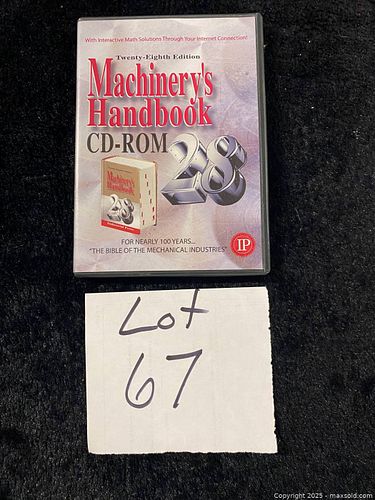 With Interactive Math Solutions Through Your Internet Connection!
Twenty-Eighth Edition
Machinery's
Handbook
CD-ROM
28
Machinery's
Handbook
28
FOR NEARLY 100 YEARS...
"THE BIBLE OF THE MECHANICAL INDUSTRIES"
IP
Lot
67
Copyright 2025 - maxsold.com